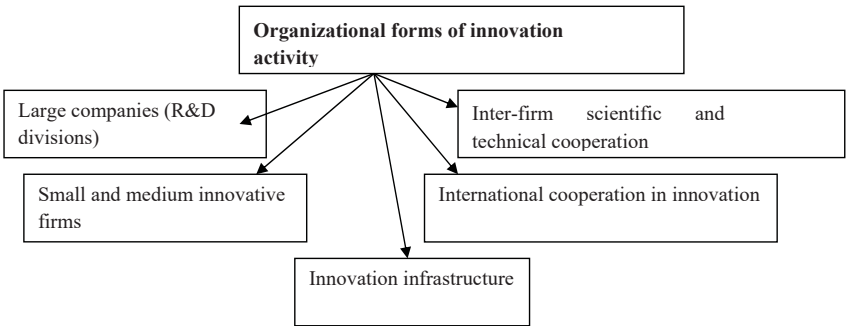 Organizational forms of innovation
activity
Large companies (R&D
divisions)
Inter-firm scientific and
technical cooperation
Small and medium innovative
firms
International cooperation in innovation
Innovation infrastructure